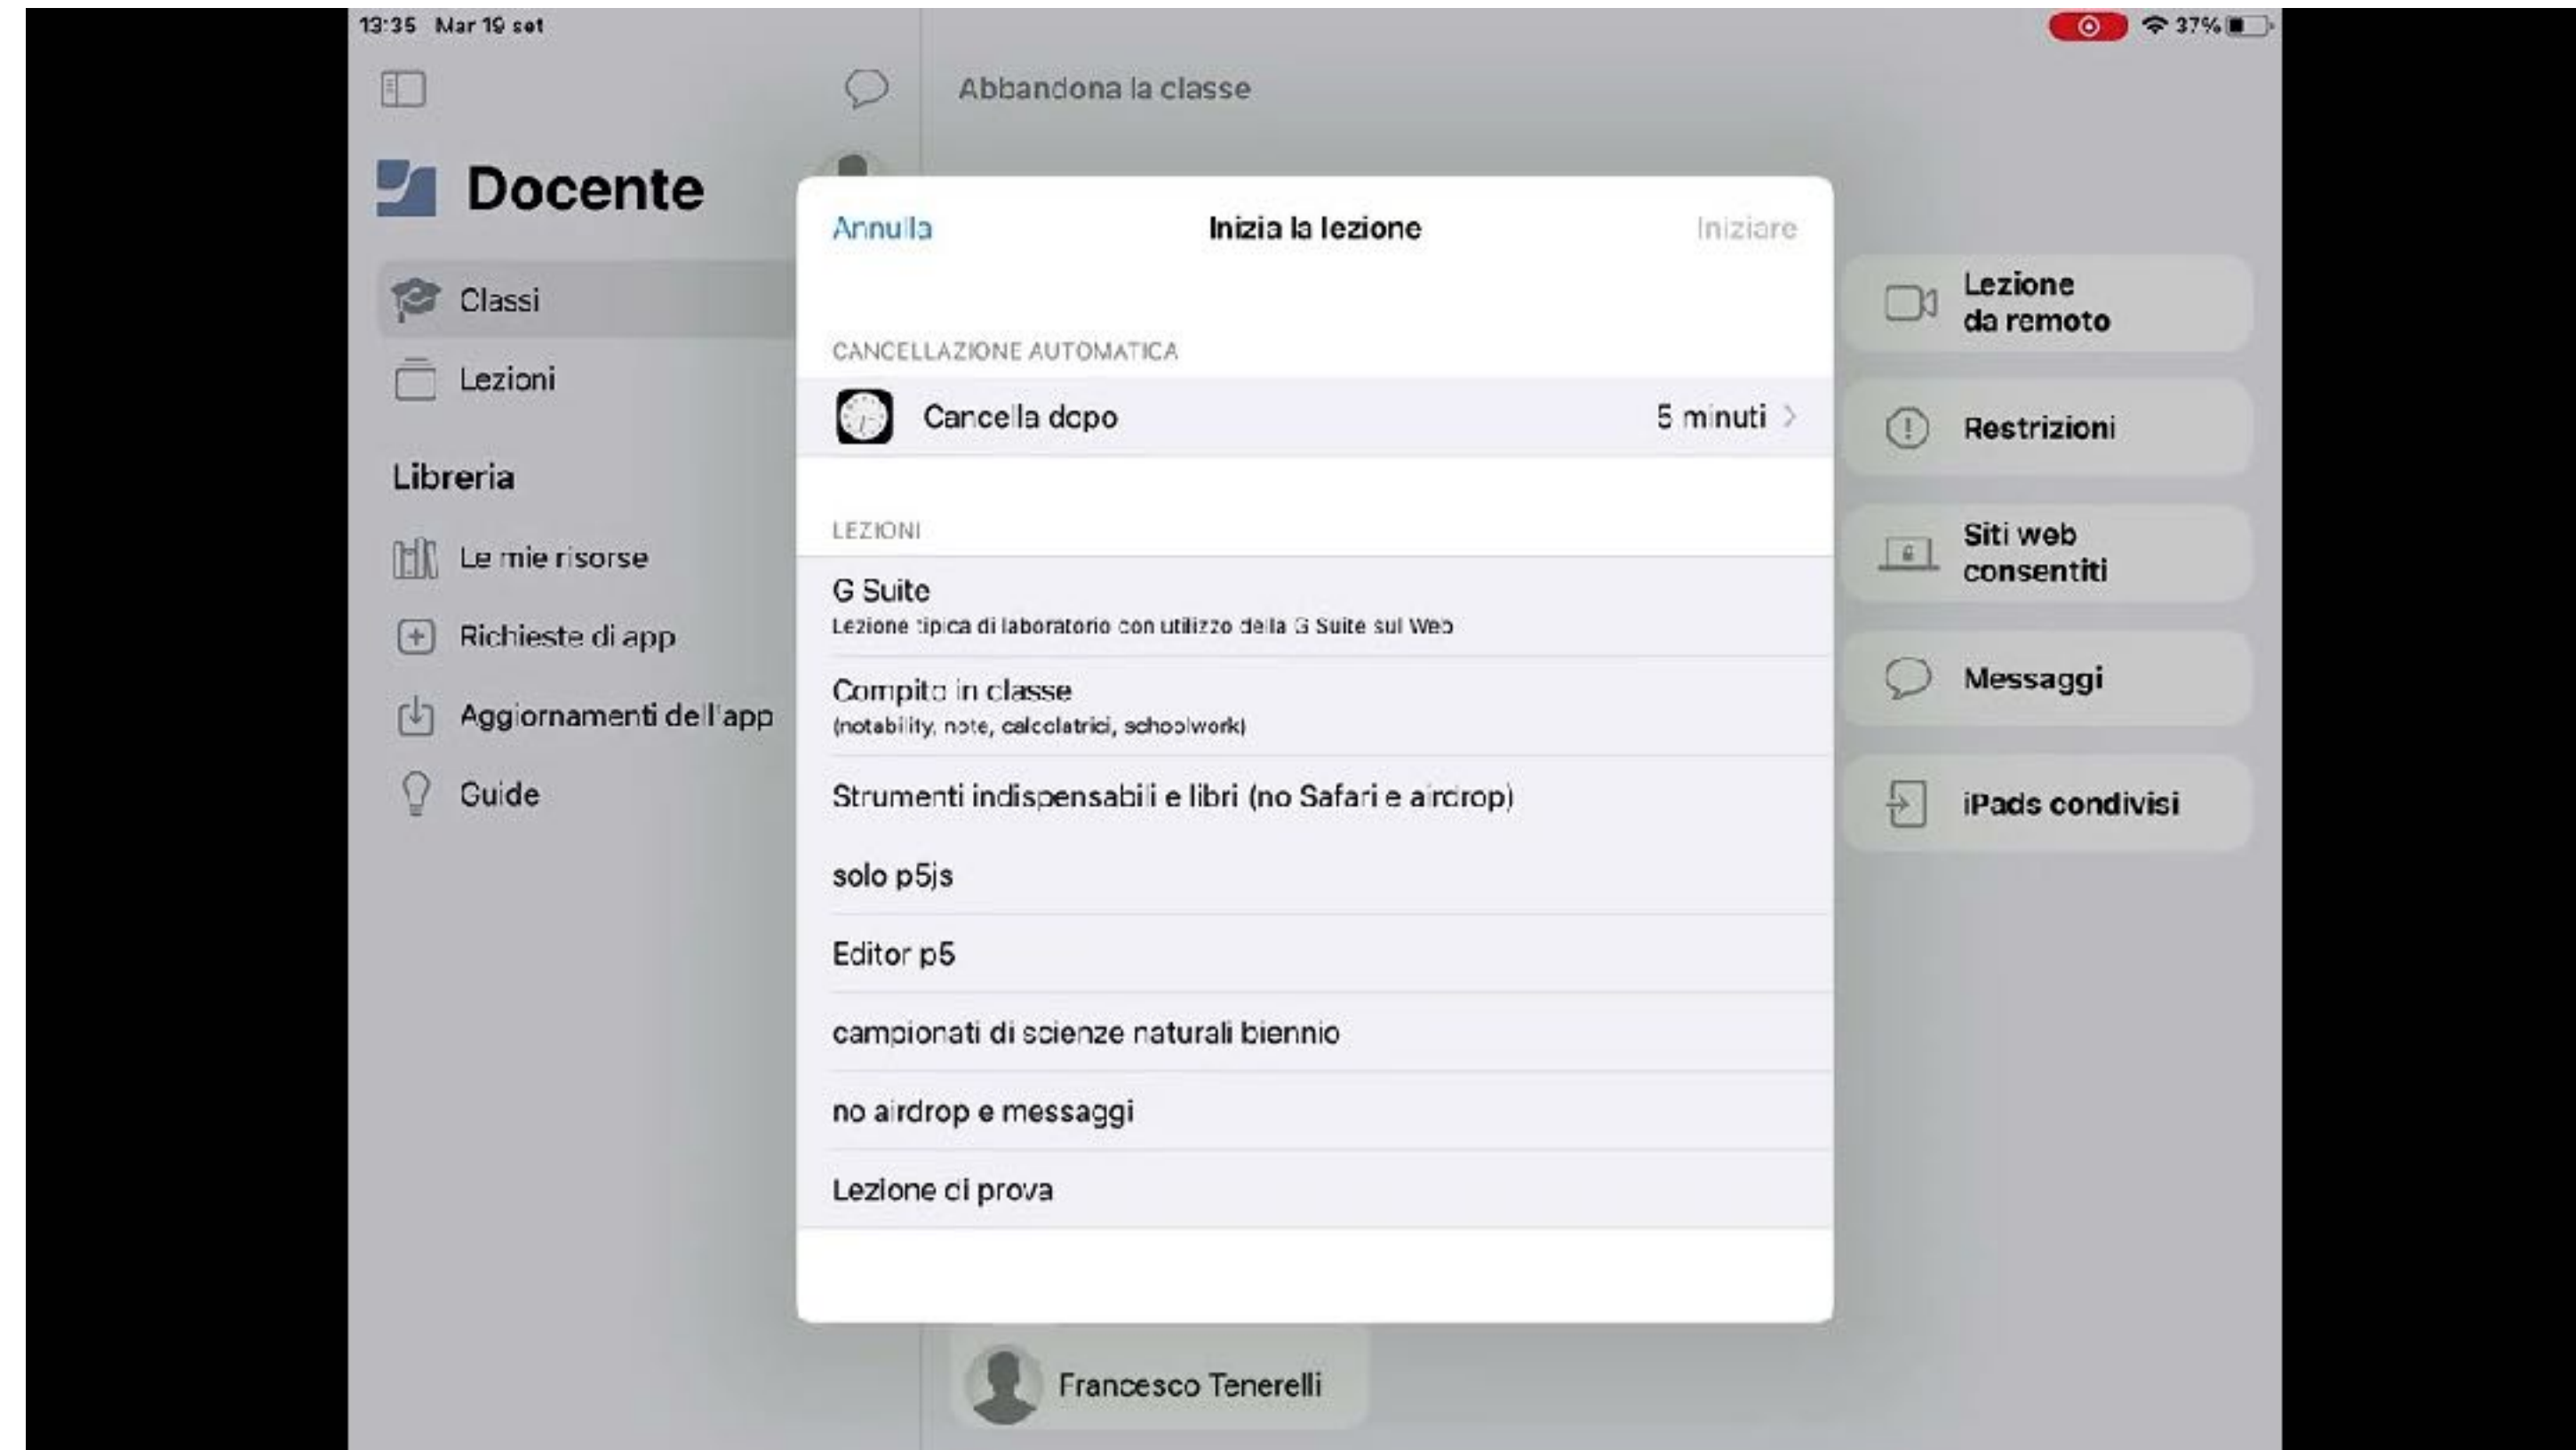 13:35 Mar 19 set
37%
Abbandona la classe
Docente
Classi
Lezioni
Libreria
Le mie risorse
Richieste di app
Aggiornamenti dell'app
Guide
Annulla
Inizia la lezione
Iniziare
CANCELLAZIONE AUTOMATICA
Cancella dopo
5 minuti
LEZIONI
G Suite
Lezione tipica di laboratorio con utilizzo della G Suite sul Web
Compito in classe
(notability, note, calcolatrici, schoolwork)
Strumenti indispensabili e libri (no Safari e airdrop)
solo p5js
Editor p5
campionati di scienze naturali biennio
no airdrop e messaggi
Lezione di prova
Lezione
da remoto
Restrizioni
Siti web
consentiti
Messaggi
iPads condivisi
Francesco Tenerelli